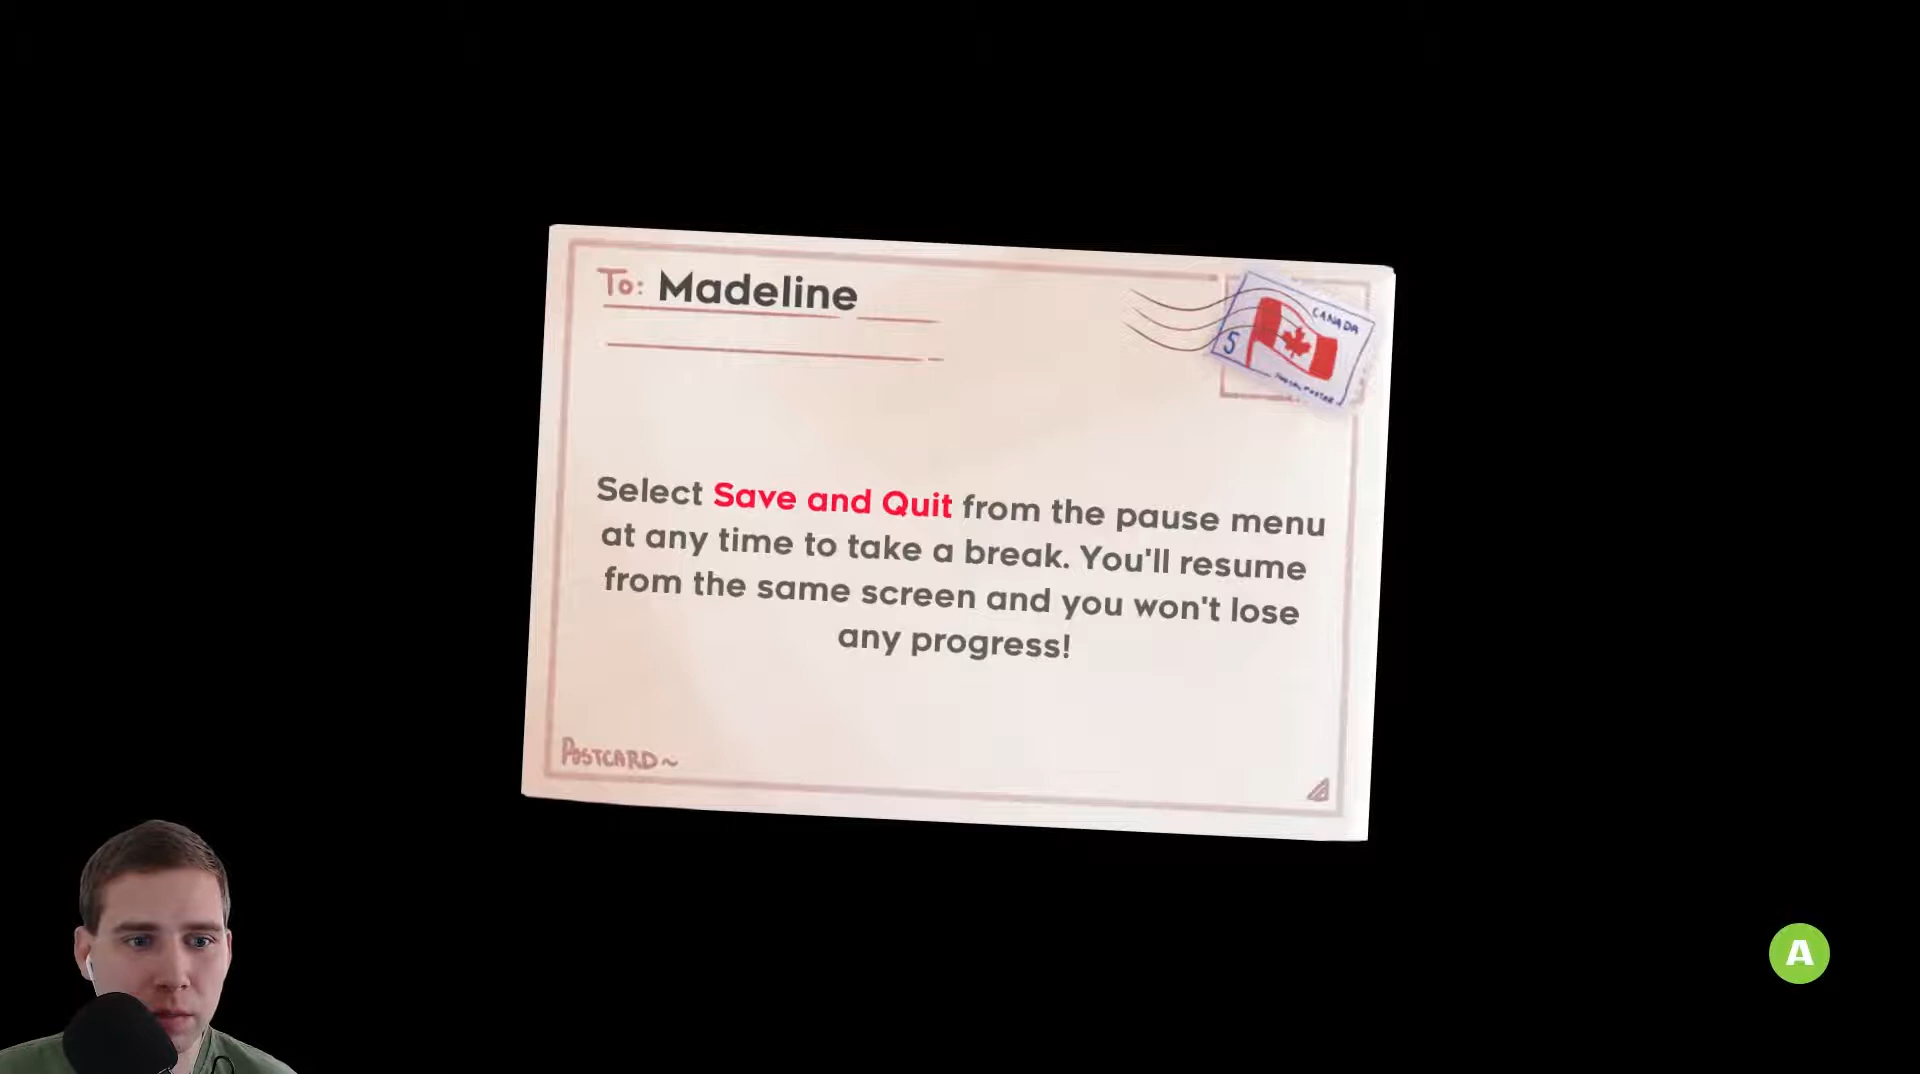 To: Madeline
CANADA
5
Select Save and Quit from the pause menu
at any time to take a break. You'll resume
from the same screen and you won't lose
any progress!
POSTCARD~
A